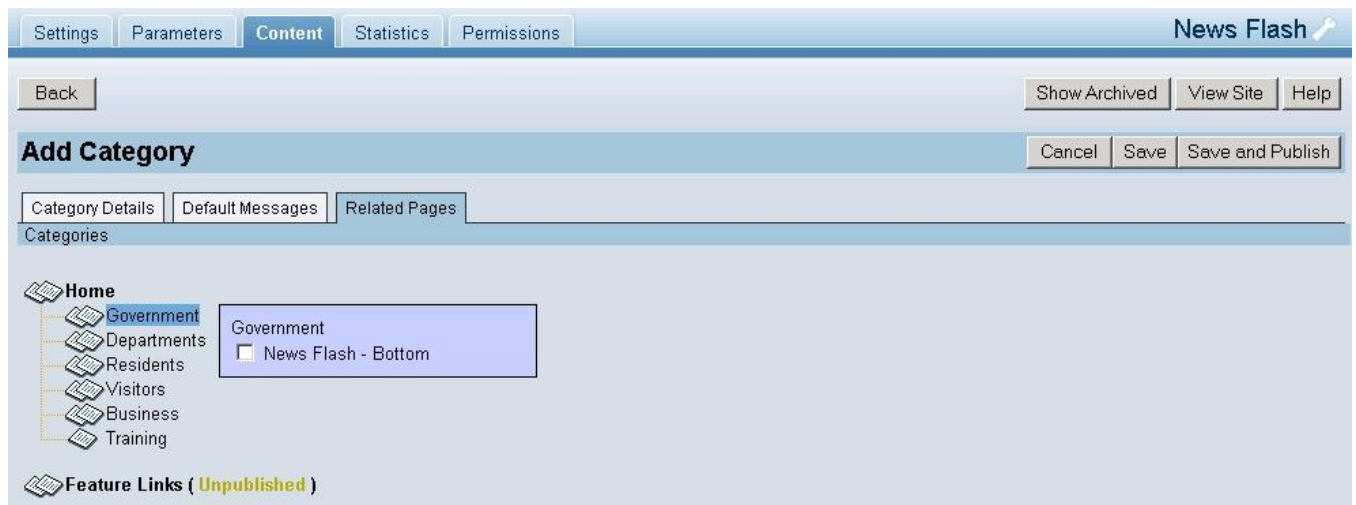 Settings Parameters Content Statistics Permissions News Flash
Back Show Archived View Site Help
Add Category Cancel Save Save and Publish
Category Details Default Messages Related Pages
Categories
Home
Government
Departments
Residents
Visitors
Business
Training
Government
News Flash - Bottom
Feature Links ( Unpublished )